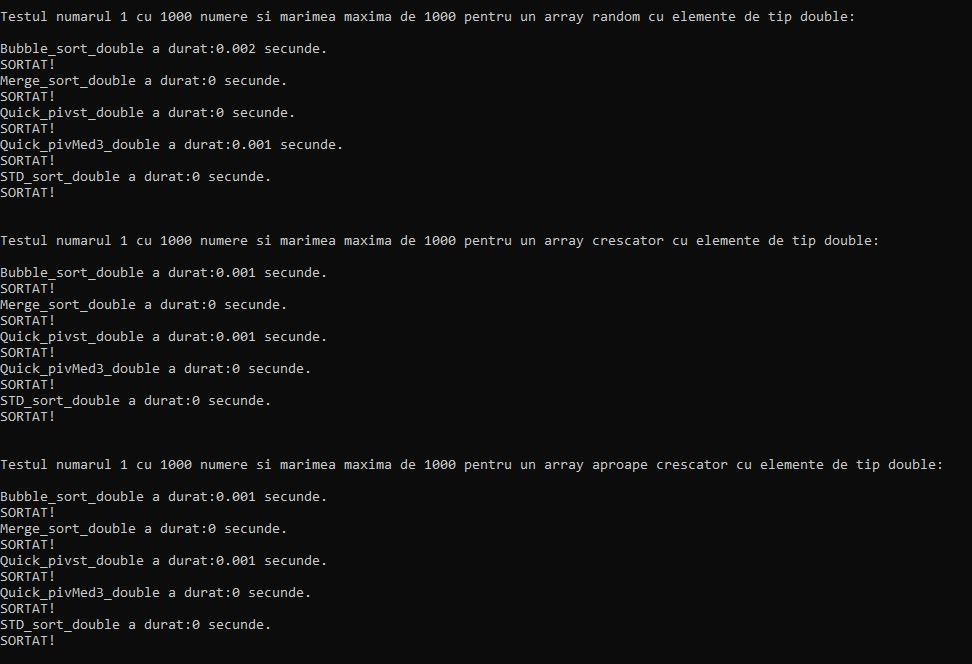 Testul numarul 1 cu 1000 numere si marimea maxima de 1000 pentru un array random cu elemente de tip double:
Bubble_sort_double a durat:0.002 secunde.
SORTAT!
Merge_sort_double a durat:0 secunde.
SORTAT!
Quick_pivst_double a durat:0 secunde.
SORTAT!
Quick_pivMed3_double a durat:0.001 secunde.
SORTAT!
STD_sort_double a durat:0 secunde.
SORTAT!
Testul numarul 1 cu 1000 numere si marimea maxima de 1000 pentru un array crescator cu elemente de tip double:
Bubble_sort_double a durat:0.001 secunde.
SORTAT!
Merge_sort_double a durat:0 secunde.
SORTAT!
Quick_pivst_double a durat:0.001 secunde.
SORTAT!
Quick_pivMed3_double a durat:0 secunde.
SORTAT!
STD_sort_double a durat:0 secunde.
SORTAT!
Testul numarul 1 cu 1000 numere si marimea maxima de 1000 pentru un array aproape crescator cu elemente de tip double:
Bubble_sort_double a durat:0.001 secunde.
SORTAT!
Merge_sort_double a durat:0 secunde.
SORTAT!
Quick_pivst_double a durat:0.001 secunde.
SORTAT!
Quick_pivMed3_double a durat:0 secunde.
SORTAT!
STD_sort_double a durat:0 secunde.
SORTAT!